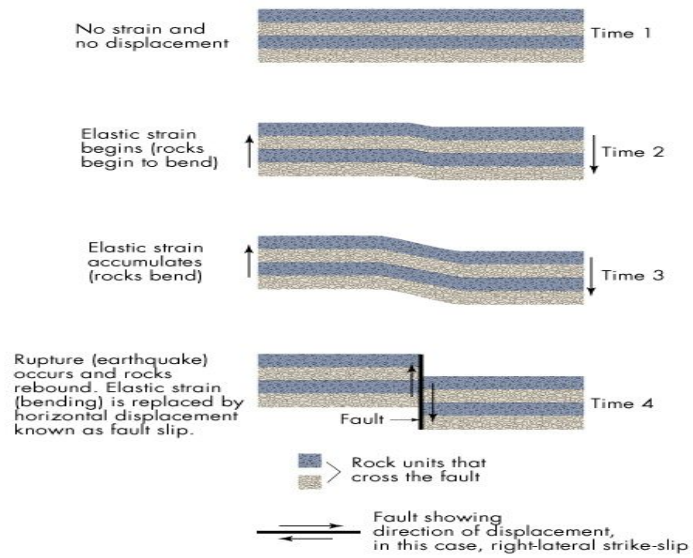 No strain and
no displacement
Time 1
Elastic strain
begins (rocks
begin to bend)
Time 2
Elastic strain
accumulates
(rocks bend)
Time 3
Rupture (earthquake)
occurs and rocks
rebound. Elastic strain
(bending) is replaced by
horizontal displacement
known as fault slip.
Fault
Time 4
Rock units that
cross the fault
Fault showing
direction of displacement,
in this case, right-lateral strike-slip